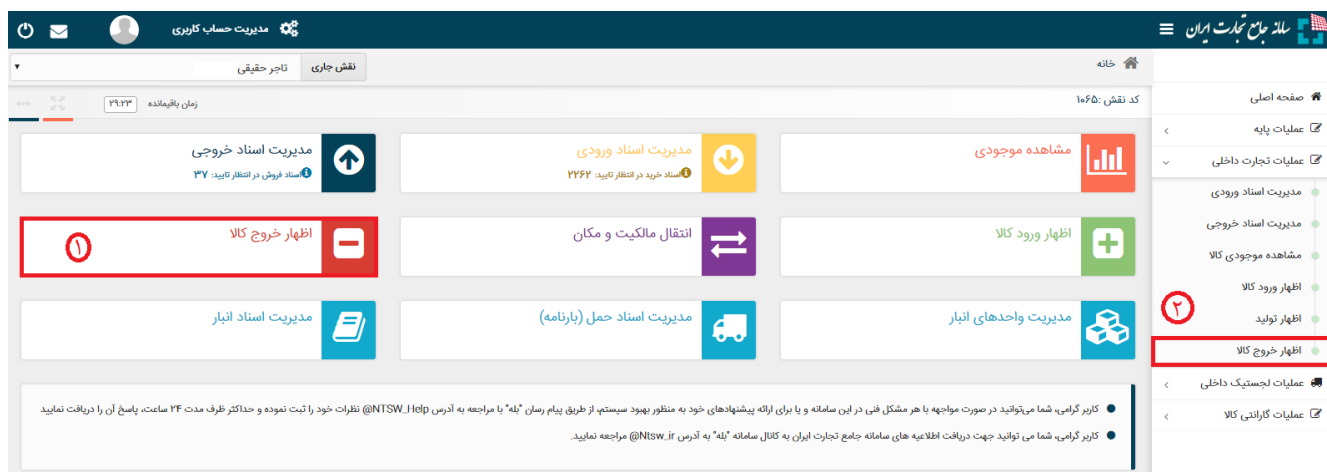 سامانه جامع تجارت ایران
مدیریت حساب کاربری
خانه
نقش جاری
تاجر حقیقی
کد نقش :۱۰۶۵
زمان باقیمانده ۲۹:۲۳
صفحه اصلی
عملیات پایه
عملیات تجارت داخلی
مدیریت اسناد ورودی
مدیریت اسناد خروجی
مشاهده موجودی کالا
اظهار ورود کالا
اظهار تولید
۲
اظهار خروج کالا
عملیات لجستیک داخلی
عملیات گارانتی کالا
مشاهده موجودی
مدیریت اسناد ورودی
اسناد خرید در انتظار تایید: ۲۲۶۲
مدیریت اسناد خروجی
اسناد فروش در انتظار تایید: ۳۷
اظهار ورود کالا
انتقال مالکیت و مکان
اظهار خروج کالا
۱
مدیریت واحدهای انبار
مدیریت اسناد حمل (بارنامه)
مدیریت اسناد انبار
کاربر گرامی، شما می‌توانید در صورت مواجهه با هر مشکل فنی در این سامانه و یا برای ارائه پیشنهادهای خود به منظور بهبود سیستم، از طریق پیام رسان "بله" با مراجعه به آدرس NTSW_Help@ نظرات خود را ثبت نموده و حداکثر ظرف مدت ۲۴ ساعت، پاسخ آن را دریافت نمایید
کاربر گرامی، شما می توانید جهت دریافت اطلاعیه های سامانه جامع تجارت ایران به کانال سامانه "بله" به آدرس Ntsw_ir@ مراجعه نمایید.